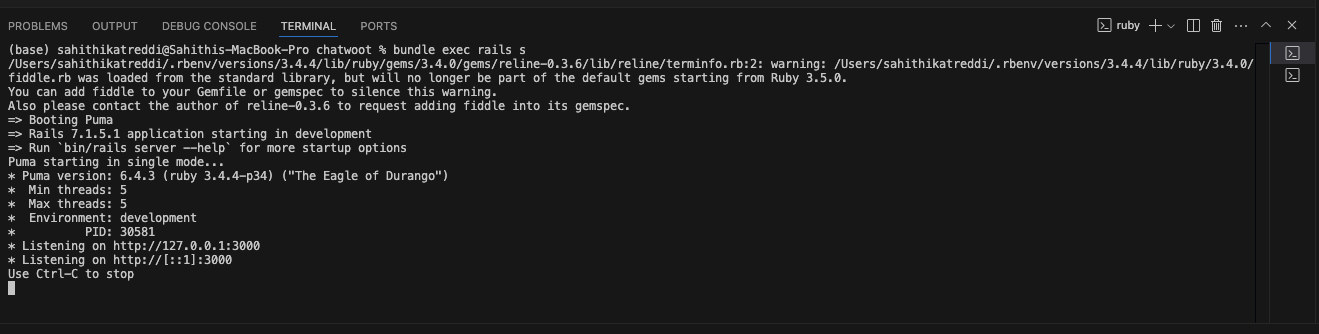 PROBLEMS OUTPUT DEBUG CONSOLE TERMINAL PORTS ruby
(base) sahithikatreddi@Sahithis-MacBook-Pro chatwoot % bundle exec rails s
/Users/sahithikatreddi/.rbenv/versions/3.4.4/lib/ruby/gems/3.4.0/gems/reline-0.3.6/lib/reline/terminfo.rb:2: warning: /Users/sahithikatreddi/.rbenv/versions/3.4.4/lib/ruby/3.4.0/
fiddle.rb was loaded from the standard library, but will no longer be part of the default gems starting from Ruby 3.5.0.
You can add fiddle to your Gemfile or gemspec to silence this warning.
Also please contact the author of reline-0.3.6 to request adding fiddle into its gemspec.
=> Booting Puma
=> Rails 7.1.5.1 application starting in development
=> Run `bin/rails server --help` for more startup options
Puma starting in single mode...
* Puma version: 6.4.3 (ruby 3.4.4-p34) ("The Eagle of Durango")
*  Min threads: 5
*  Max threads: 5
*  Environment: development
*          PID: 30581
* Listening on http://127.0.0.1:3000
* Listening on http://[::1]:3000
Use Ctrl-C to stop